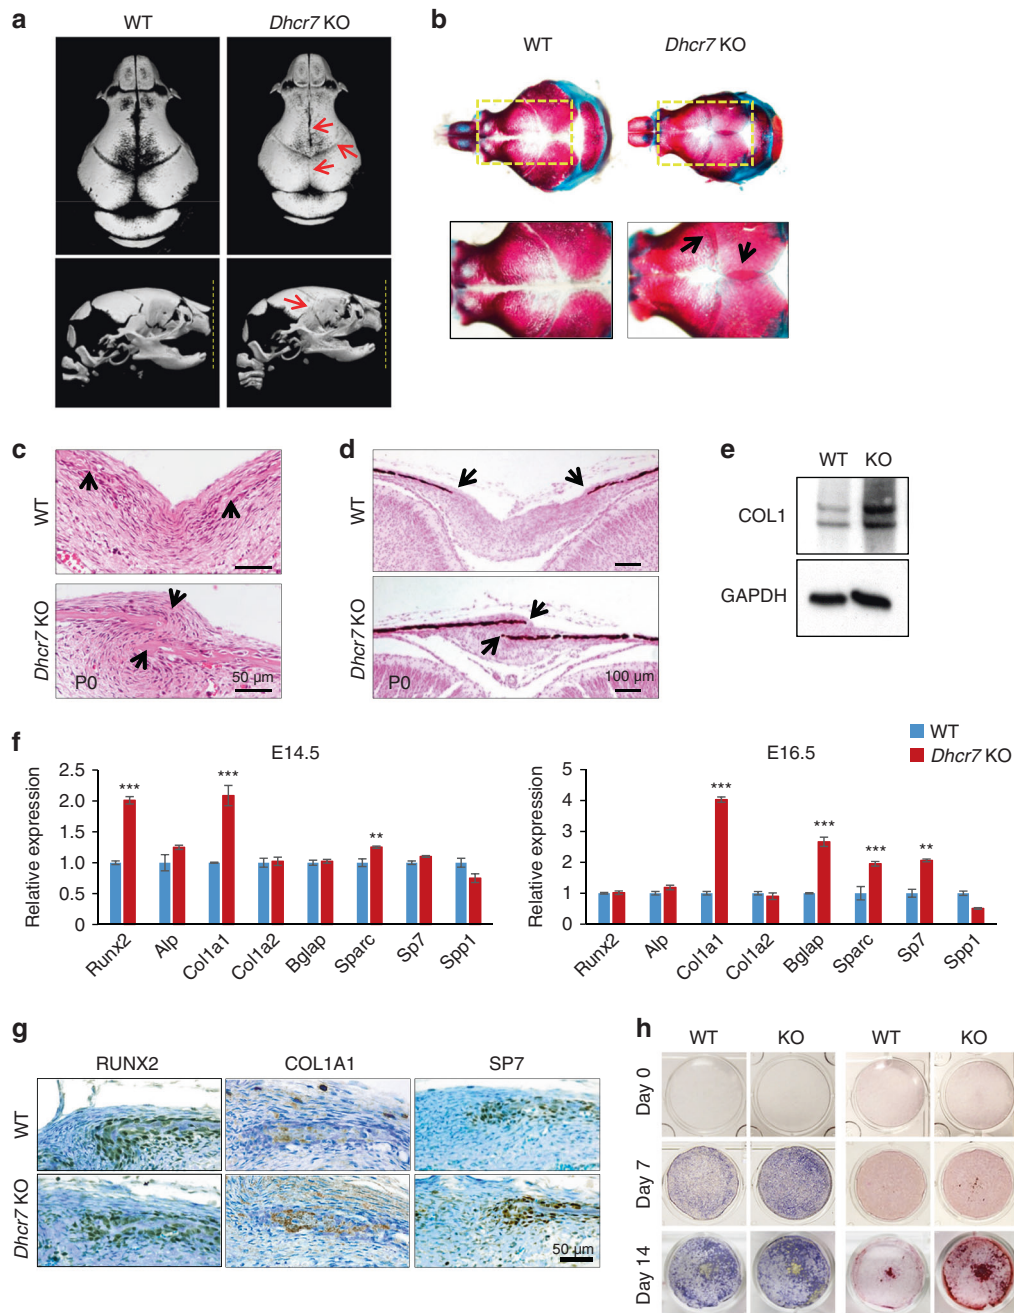 a
WT
Dhcr7 KO
b
WT
Dhcr7 KO
c
WT
Dhcr7 KO
P0
50 µm
d
WT
Dhcr7 KO
100 µm
e
WT KO
COL1
GAPDH
f
WT
Dhcr7 KO
E14.5
Relative expression
2.5
2.0
1.5
1.0
0.5
0
***
***
**
Runx2
Alp
Col1a1
Col1a2
Bglap
Sparc
Sp7
Spp1
E16.5
Relative expression
5
4
3
2
1
0
***
***
***
**
Runx2
Alp
Col1a1
Col1a2
Bglap
Sparc
Sp7
Spp1
g
RUNX2
COL1A1
SP7
WT
Dhcr7 KO
50 µm
h
WT
KO
WT
KO
Day 0
Day 7
Day 14